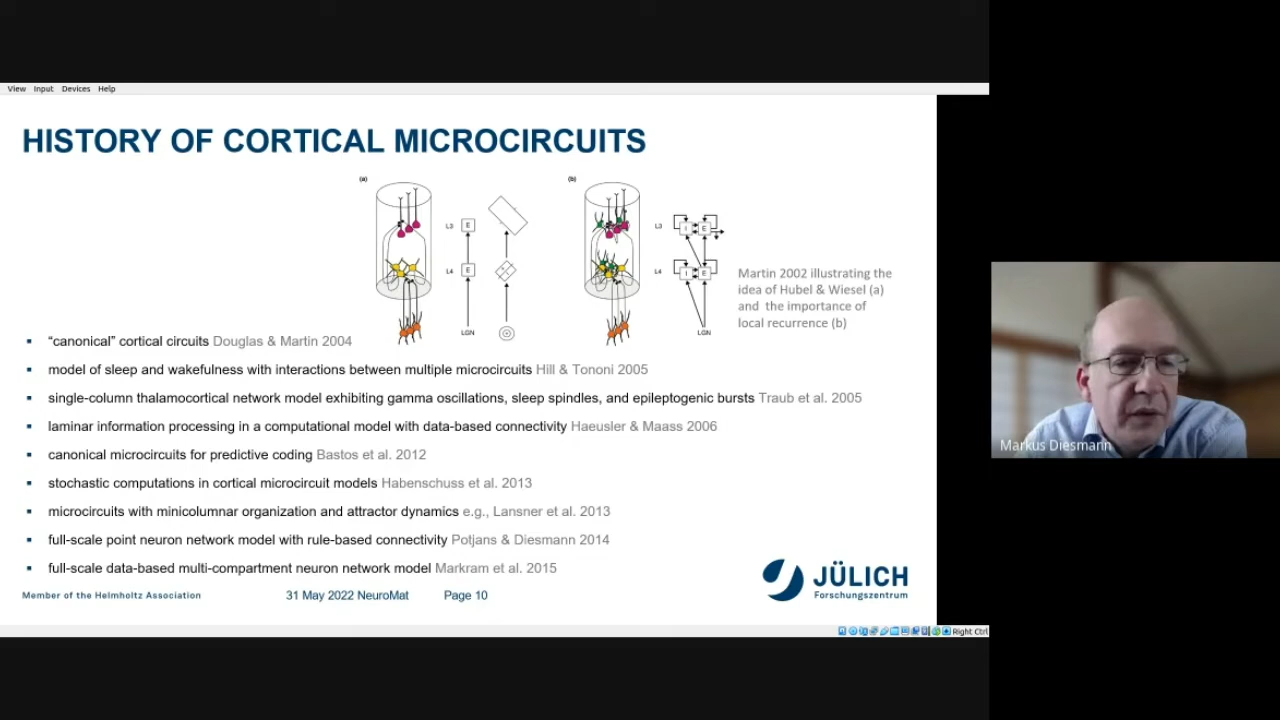 View Input Devices Help
HISTORY OF CORTICAL MICROCIRCUITS
(a)
(b)
L3 E
L4 E
LGN
L3 I E
L4 I E
LGN
Martin 2002 illustrating the
idea of Hubel & Wiesel (a)
and the importance of
local recurrence (b)
▪ “canonical” cortical circuits Douglas & Martin 2004
▪ model of sleep and wakefulness with interactions between multiple microcircuits Hill & Tononi 2005
▪ single-column thalamocortical network model exhibiting gamma oscillations, sleep spindles, and epileptogenic bursts Traub et al. 2005
▪ laminar information processing in a computational model with data-based connectivity Haeusler & Maass 2006
▪ canonical microcircuits for predictive coding Bastos et al. 2012
▪ stochastic computations in cortical microcircuit models Habenschuss et al. 2013
▪ microcircuits with minicolumnar organization and attractor dynamics e.g., Lansner et al. 2013
▪ full-scale point neuron network model with rule-based connectivity Potjans & Diesmann 2014
▪ full-scale data-based multi-compartment neuron network model Markram et al. 2015
Member of the Helmholtz Association
31 May 2022 NeuroMat
Page 10
JÜLICH
Forschungszentrum
Right Ctrl
Markus Diesmann